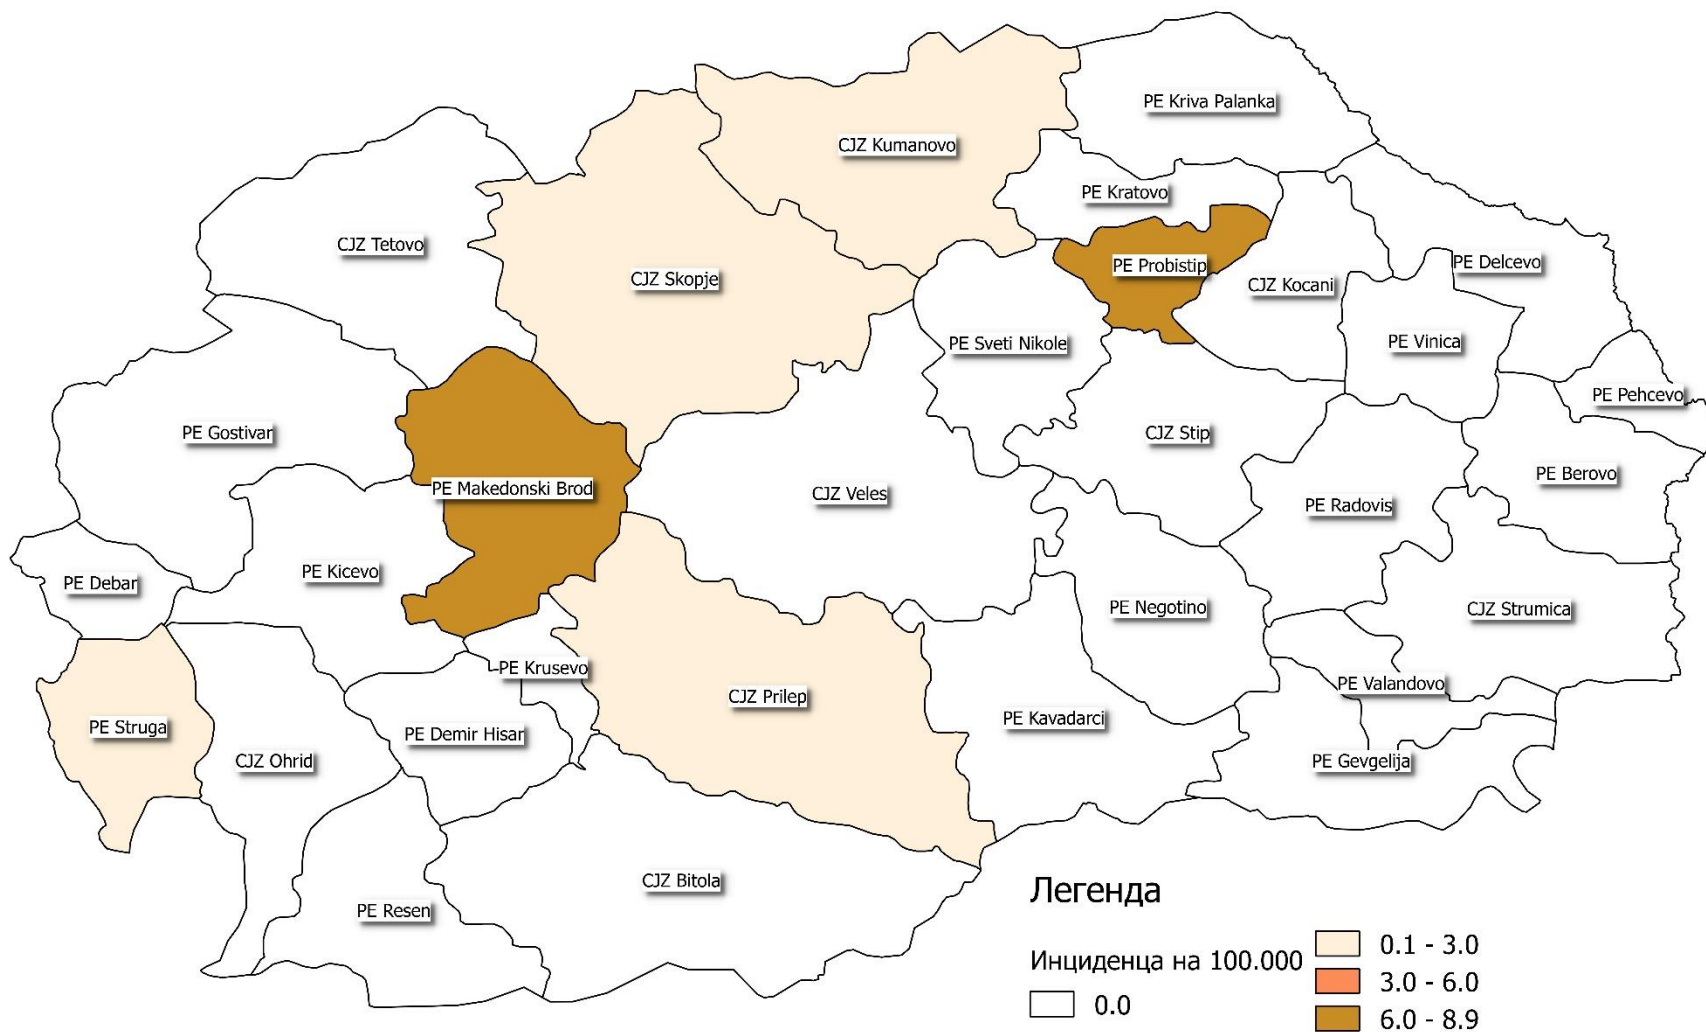 PE Kriva Palanka
CJZ Kumanovo
PE Kratovo
CJZ Tetovo
CJZ Skopje
PE Probistip
PE Delcevo
CJZ Kocani
PE Sveti Nikole
PE Vinica
PE Pehcevo
PE Gostivar
CJZ Stip
PE Berovo
PE Makedonski Brod
CJZ Veles
PE Radovis
PE Debar
PE Kicevo
PE Negotino
CJZ Strumica
PE Krusevo
CJZ Prilep
PE Valandovo
PE Struga
PE Kavadarci
PE Demir Hisar
CJZ Ohrid
PE Gevgelija
CJZ Bitola
PE Resen
Легенда
Инциденца на 100.000
0.0
0.1 - 3.0
3.0 - 6.0
6.0 - 8.9